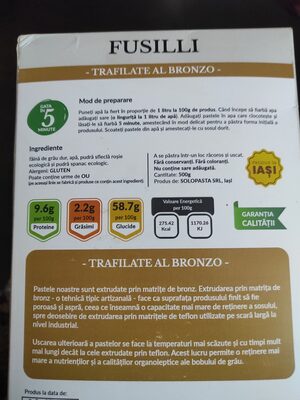 FUSILLI
- TRAFILATE AL BRONZO -
GATA
ÎN
5
MINUTE
Mod de preparare
Puneți apă la fiert în proporție de 1 litru la 100g de produs. Când începe să fiarbă apa
adăugați sare (o linguriță la 1 litru de apă). Adăugați pastele în apa care clocotește și
lăsați-le să fiarbă 5 minute, amestecând în mod delicat pentru a păstra forma inițială a
produsului. Scoateți pastele din apă și amestecați-le cu sosul dorit.
Ingrediente
făină de grâu dur, apă, pudră sfeclă roșie
ecologică și pudră spanac ecologic.
Alergeni: GLUTEN
Poate conține urme de OU
(pe aceeași linie se fabrică și produse ce conțin acest ingredient)
A se păstra într-un loc răcoros și uscat.
Fără conservanți. Fără coloranți.
Nu conține sare adăugată.
Cantitate: 500g
Produs de: SOLOPASTA SRL, Iași
PRODUS DE
IAȘI
9.6g
per 100g
Proteine
2.2g
per 100g
Grăsimi
58.7g
per 100g
Glucide
Valoare Energetică
per 100g
275.42
Kcal
1170.26
KJ
GARANȚIA
CALITĂȚII
- TRAFILATE AL BRONZO -
Pastele noastre sunt extrudate prin matrițe de bronz. Extrudarea prin matrița de
bronz - o tehnică tipic artizanală - face ca suprafața produsului finit să fie
poroasă și aspră, ceea ce înseamnă o capacitate mai mare de reținere a sosului,
spre deosebire de extrudarea prin matrițele de teflon utilizate pe scară largă la
nivel industrial.
Uscarea ulterioară a pastelor se face la temperaturi mai scăzute și cu timpi mult
mai lungi decât la cele extrudate prin teflon. Acest lucru permite o reținere mai
mare a nutrienților și a calităților organoleptice ale bobului de grâu.
Produs la data: